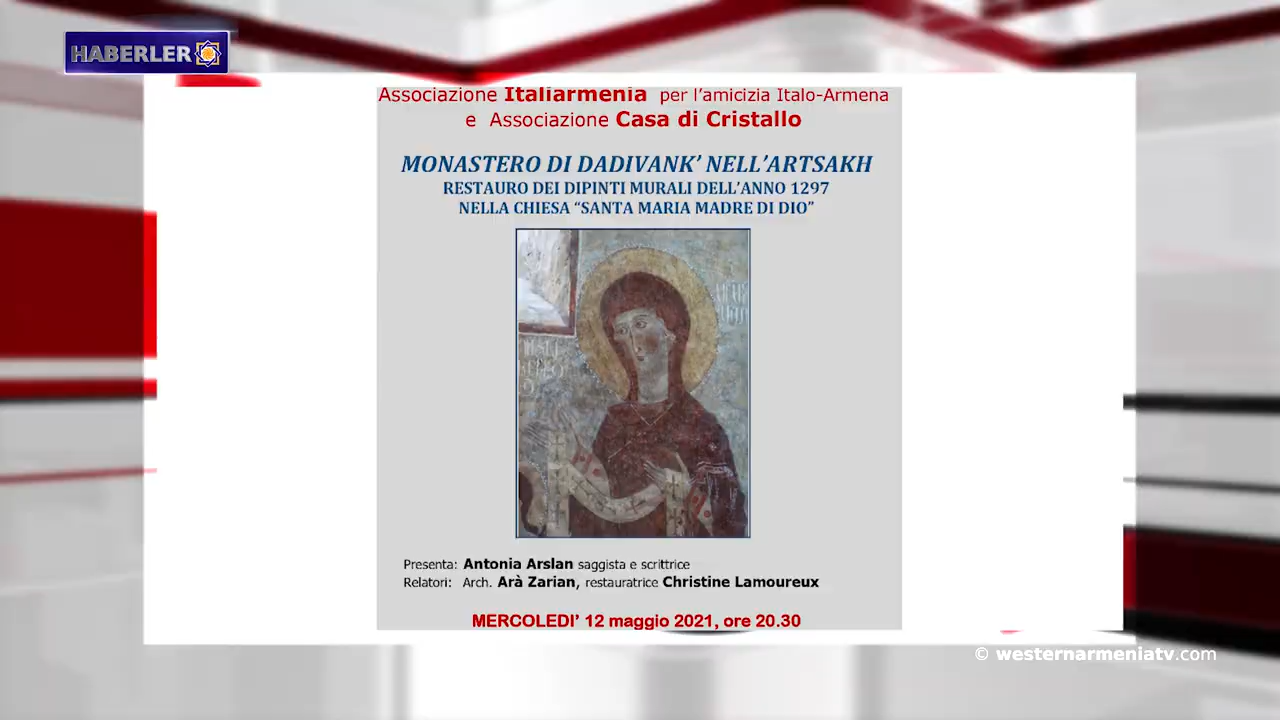 HABERLER
Associazione Italiarmenia per l'amicizia Italo-Armena
e Associazione Casa di Cristallo
MONASTERO DI DADIVANK' NELL'ARTSAKH
RESTAURO DEI DIPINTI MURALI DELL'ANNO 1297
NELLA CHIESA “SANTA MARIA MADRE DI DIO”
Presenta: Antonia Arslan saggista e scrittrice
Relatori: Arch. Arà Zarian, restauratrice Christine Lamoureux
MERCOLEDI' 12 maggio 2021, ore 20.30
© westernarmeniatv.com